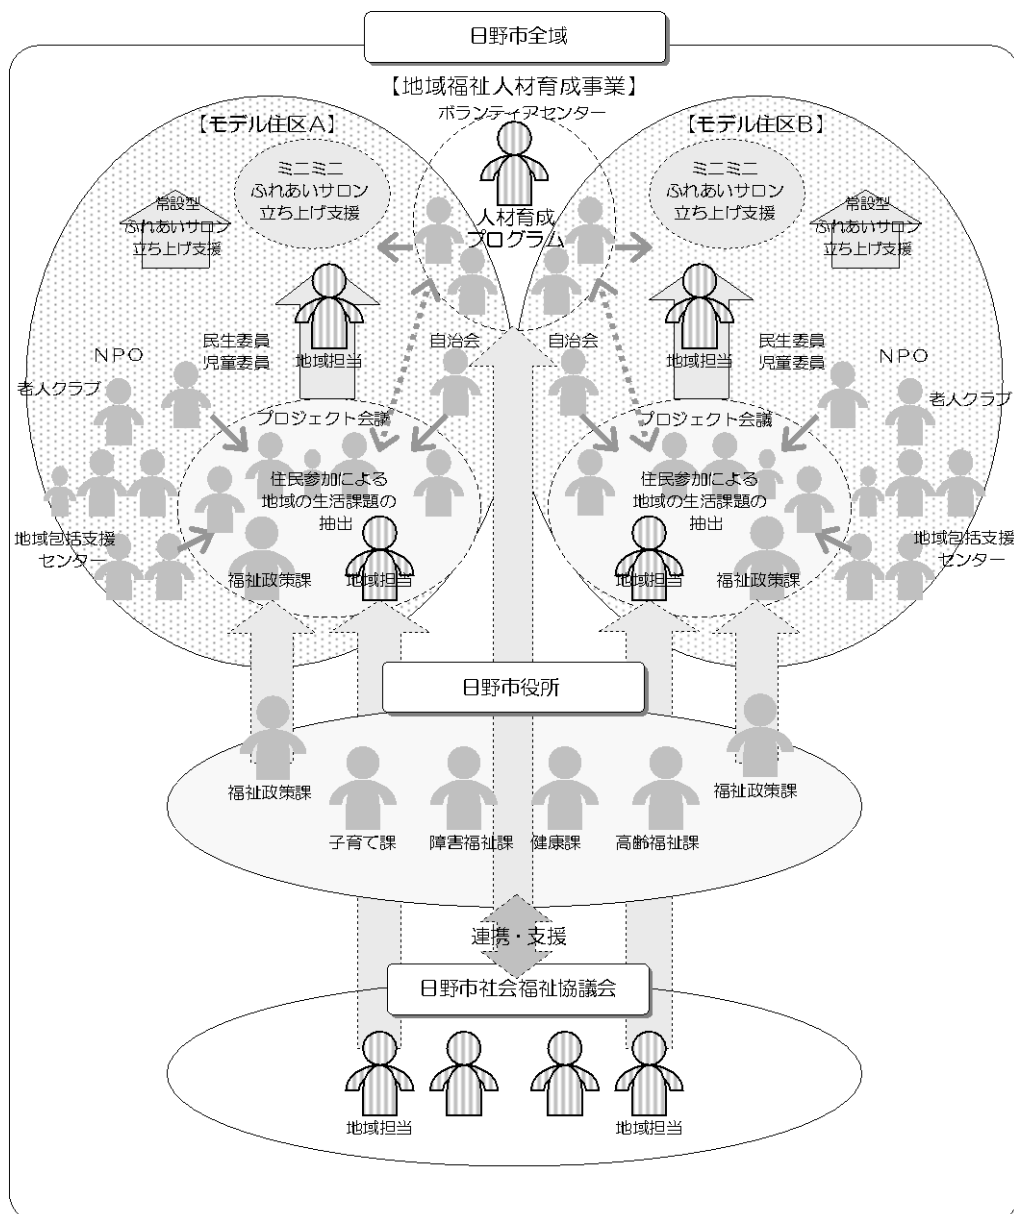 日野市全域
【地域福祉人材育成事業】
ボランティアセンター
【モデル住区A】
【モデル住区B】
ミニミニ
ふれあいサロン
立ち上げ支援
ミニミニ
ふれあいサロン
立ち上げ支援
常設型
ふれあいサロン
立ち上げ支援
常設型
ふれあいサロン
立ち上げ支援
人材育成
プログラム
民生委員
児童委員
地域担当
自治会
自治会
地域担当
民生委員
児童委員
NPO
NPO
老人クラブ
老人クラブ
プロジェクト会議
プロジェクト会議
住民参加による
地域の生活課題の
抽出
住民参加による
地域の生活課題の
抽出
地域包括支援
センター
地域包括支援
センター
福祉政策課
地域担当
地域担当
福祉政策課
日野市役所
福祉政策課
福祉政策課
子育て課
障害福祉課
健康課
高齢福祉課
連携・支援
日野市社会福祉協議会
地域担当
地域担当